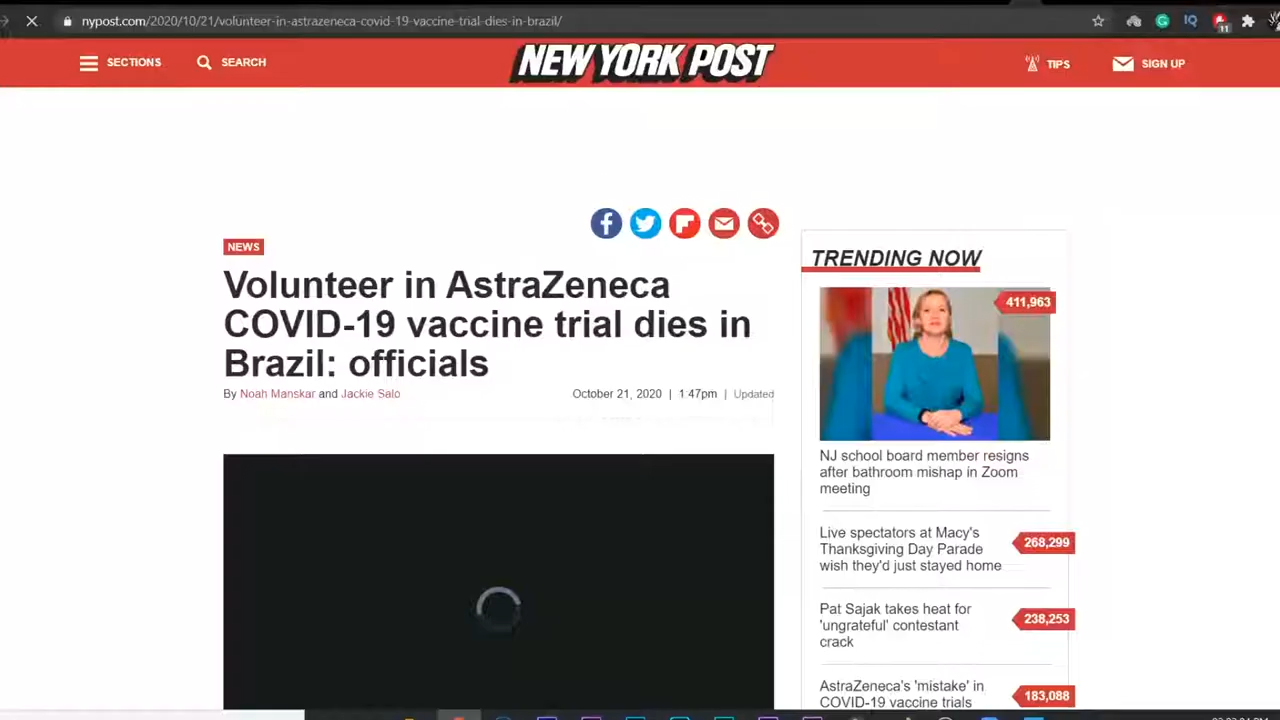 nypost.com/2020/10/21/volunteer-in-astrazeneca-covid-19-vaccine-trial-dies-in-brazil/
11
SECTIONS
SEARCH
NEW YORK POST
TIPS
SIGN UP
NEWS
Volunteer in AstraZeneca
COVID-19 vaccine trial dies in
Brazil: officials
By Noah Manskar and Jackie Salo
October 21, 2020 | 1:47pm | Updated
TRENDING NOW
411,963
NJ school board member resigns
after bathroom mishap in Zoom
meeting
Live spectators at Macy's
Thanksgiving Day Parade
wish they'd just stayed home
268,299
Pat Sajak takes heat for
'ungrateful' contestant
crack
238,253
AstraZeneca's 'mistake' in
COVID-19 vaccine trials
183,088